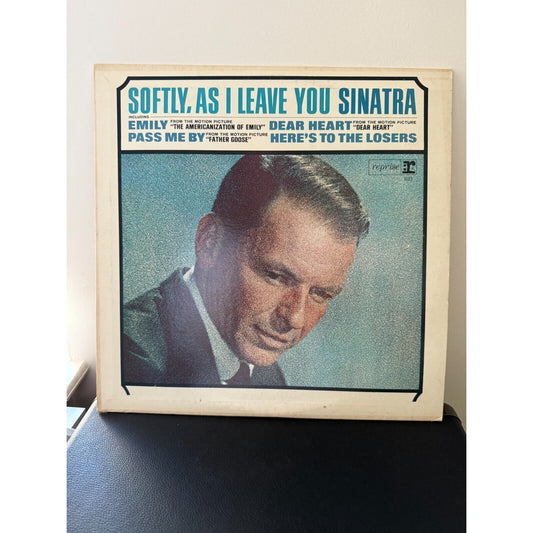 SOFTLY, AS I LEAVE YOU SINATRA
INCLUDING
EMILY FROM THE MOTION PICTURE "THE AMERICANIZATION OF EMILY" DEAR HEART FROM THE MOTION PICTURE "DEAR HEART"
PASS ME BY FROM THE MOTION PICTURE "FATHER GOOSE" HERE'S TO THE LOSERS
reprise